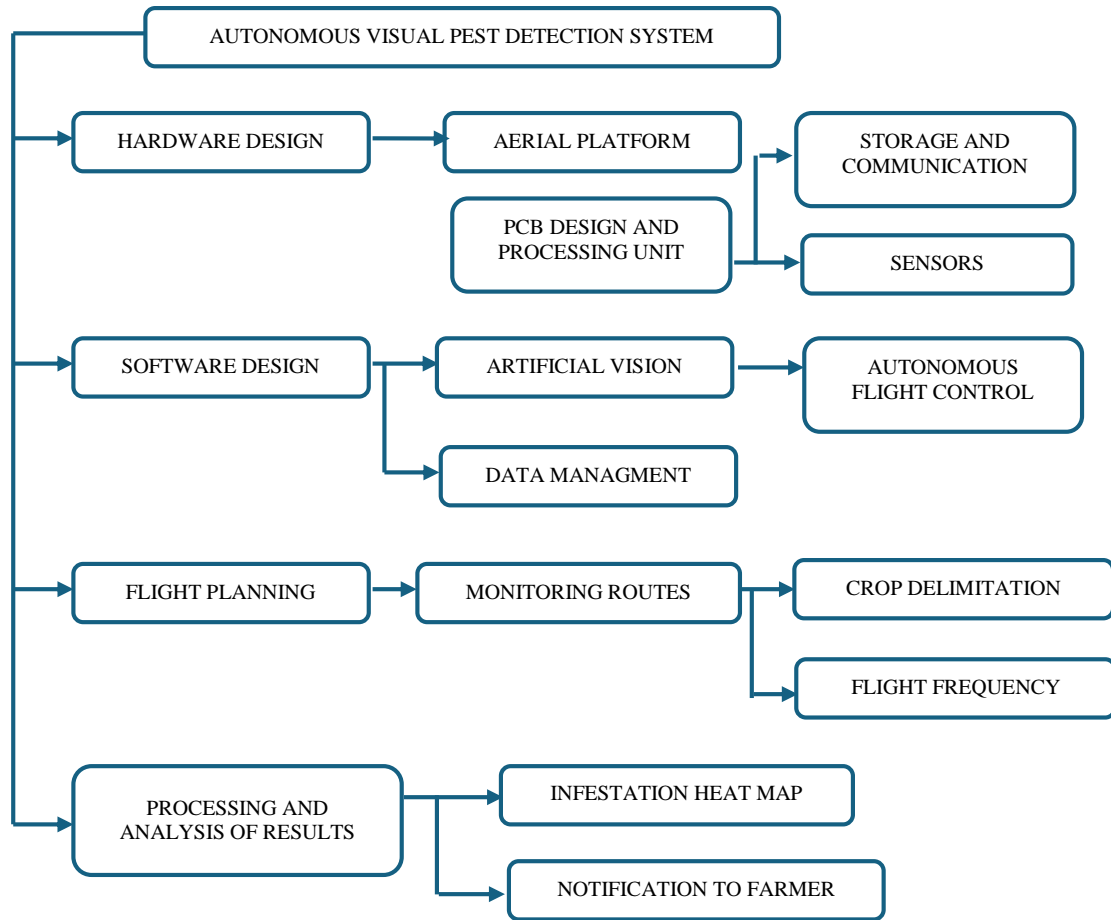 AUTONOMOUS VISUAL PEST DETECTION SYSTEM
HARDWARE DESIGN
AERIAL PLATFORM
STORAGE AND
COMMUNICATION
PCB DESIGN AND
PROCESSING UNIT
SENSORS
SOFTWARE DESIGN
ARTIFICIAL VISION
AUTONOMOUS
FLIGHT CONTROL
DATA MANAGMENT
FLIGHT PLANNING
MONITORING ROUTES
CROP DELIMITATION
FLIGHT FREQUENCY
PROCESSING AND
ANALYSIS OF RESULTS
INFESTATION HEAT MAP
NOTIFICATION TO FARMER